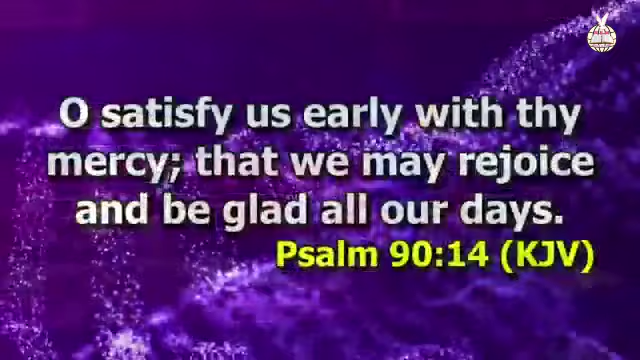 O satisfy us early with thy
mercy; that we may rejoice
and be glad all our days.
Psalm 90:14 (KJV)